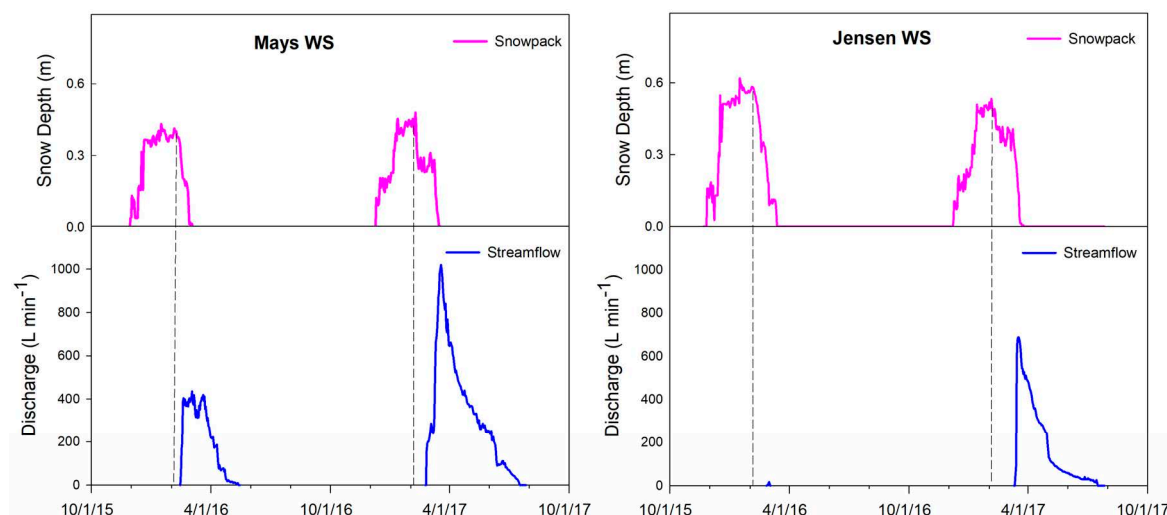 Mays WS
Snowpack
Snow Depth (m)
0.6
0.3
0.0
Streamflow
Discharge (L min-1)
1000
800
600
400
200
0
10/1/15 4/1/16 10/1/16 4/1/17 10/1/17
Jensen WS
Snowpack
Snow Depth (m)
0.6
0.3
0.0
Streamflow
Discharge (L min-1)
1000
800
600
400
200
0
10/1/15 4/1/16 10/1/16 4/1/17 10/1/17